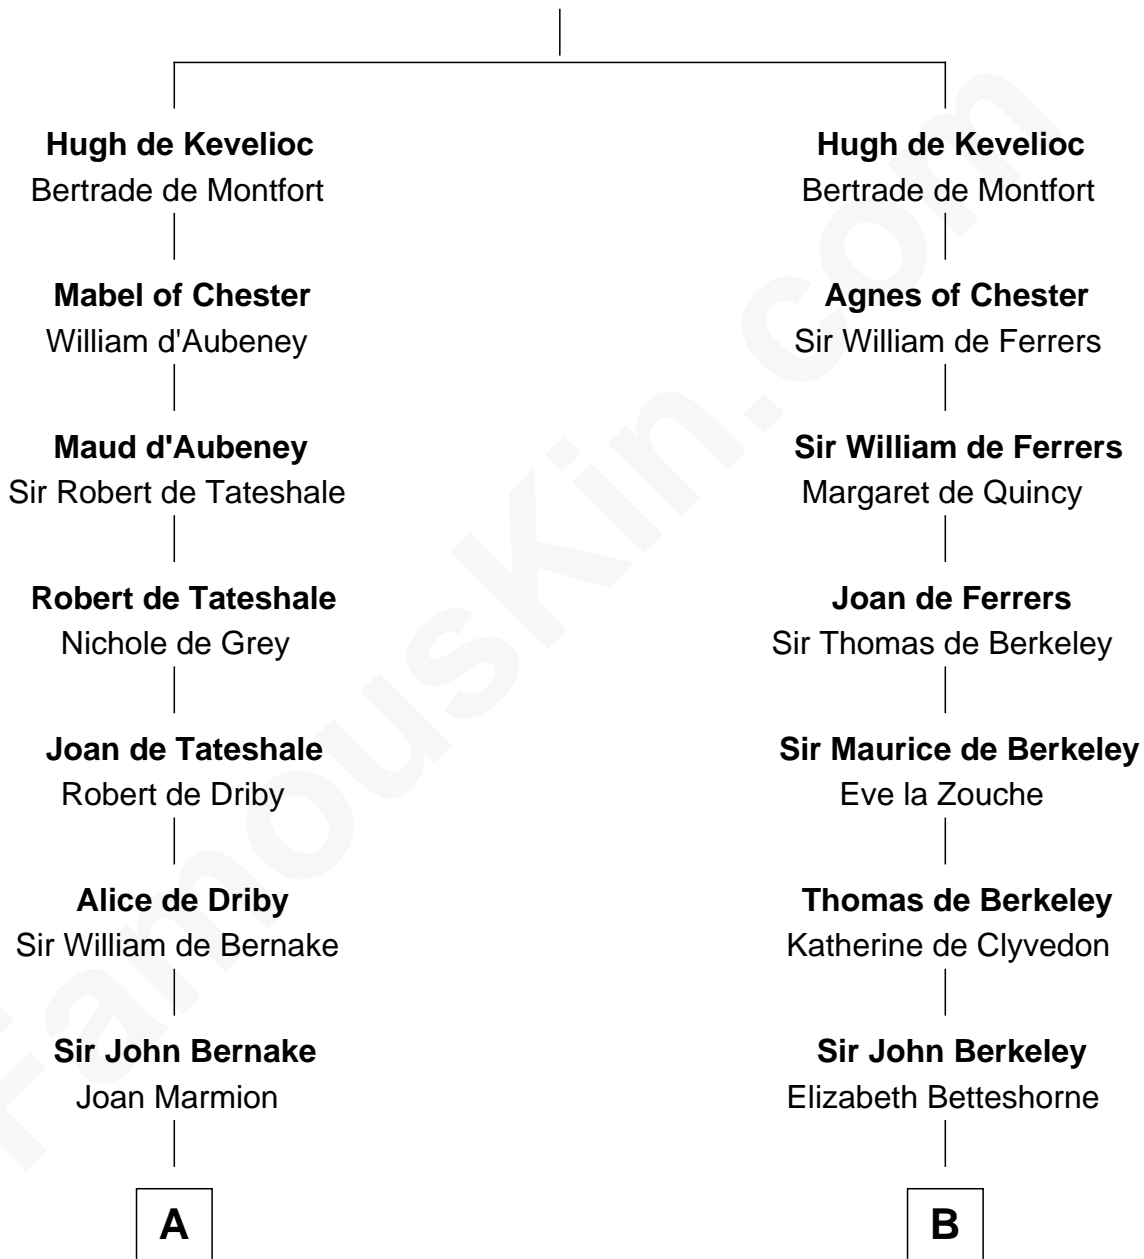 Hugh de Kevelioc
Bertrade de Montfort
Mabel of Chester
William d'Aubeney
Maud d'Aubeney
Sir Robert de Tateshale
Robert de Tateshale
Nichole de Grey
Joan de Tateshale
Robert de Driby
Alice de Driby
Sir William de Bernake
Sir John Bernake
Joan Marmion
A
Hugh de Kevelioc
Bertrade de Montfort
Agnes of Chester
Sir William de Ferrers
Sir William de Ferrers
Margaret de Quincy
Joan de Ferrers
Sir Thomas de Berkeley
Sir Maurice de Berkeley
Eve la Zouche
Thomas de Berkeley
Katherine de Clyvedon
Sir John Berkeley
Elizabeth Betteshorne
B
FamousKin.com